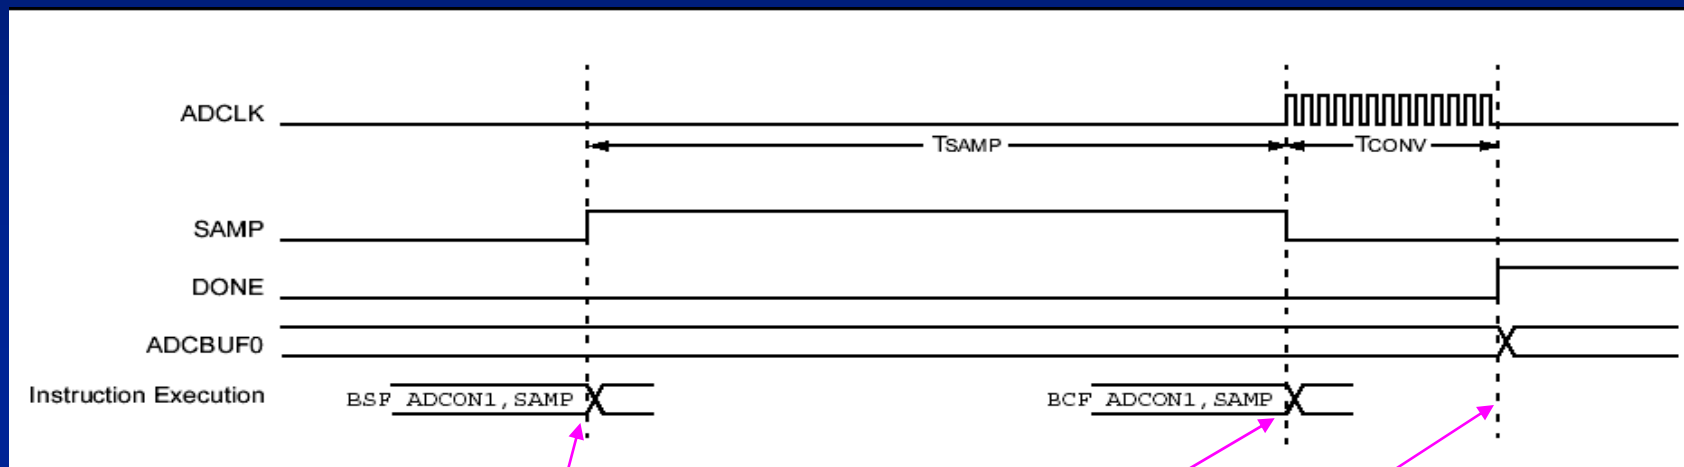 ADCLK
TSAMP TCONV
SAMP
DONE
ADCBUF0
Instruction Execution BSF ADCON1,SAMP BCF ADCON1,SAMP